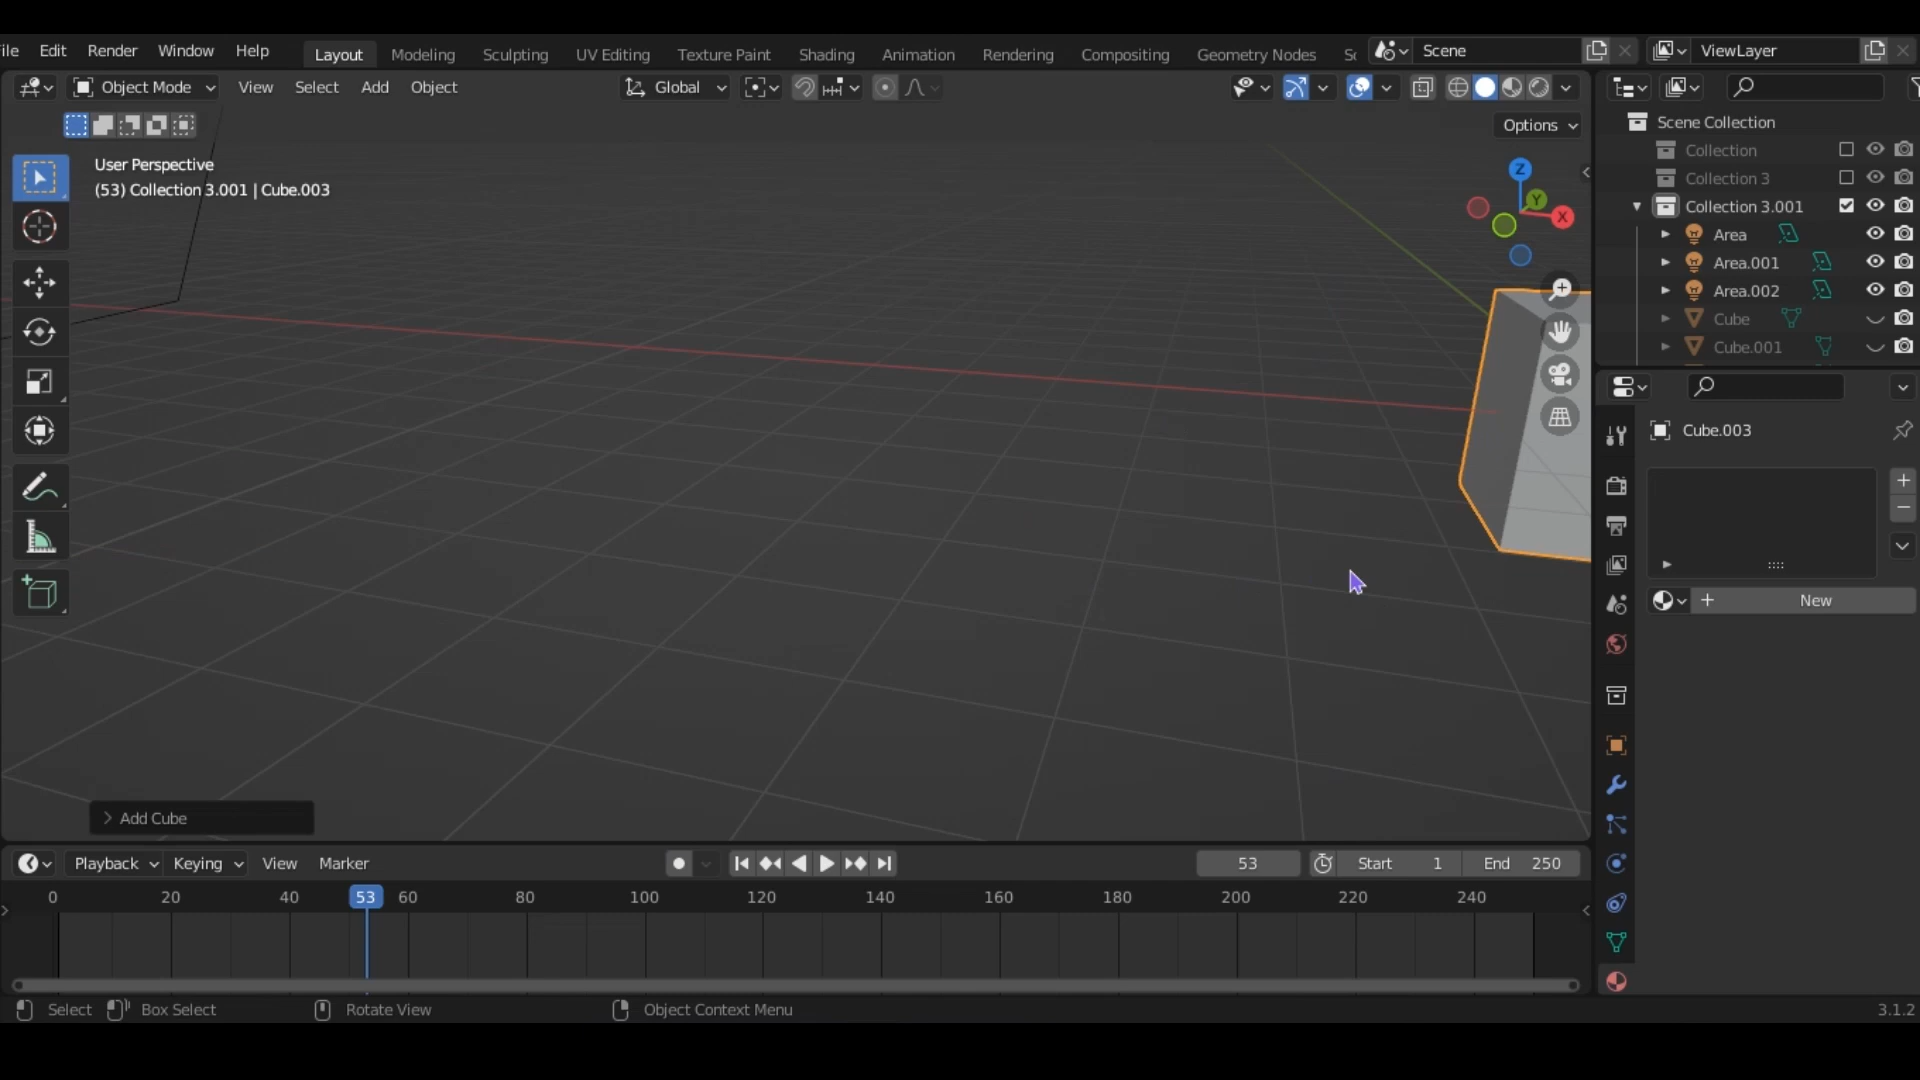 ile Edit Render Window Help Layout Modeling Sculpting UV Editing Texture Paint Shading Animation Rendering Compositing Geometry Nodes Sc Scene ViewLayer
Object Mode View Select Add Object Global
Options
User Perspective
(53) Collection 3.001 | Cube.003
Z
Y
X
Scene Collection
Collection
Collection 3
Collection 3.001
Area
Area.001
Area.002
Cube
Cube.001
Cube.003
New
Add Cube
Playback Keying View Marker 53 Start 1 End 250
0 20 40 53 60 80 100 120 140 160 180 200 220 240
Select Box Select Rotate View Object Context Menu 3.1.2